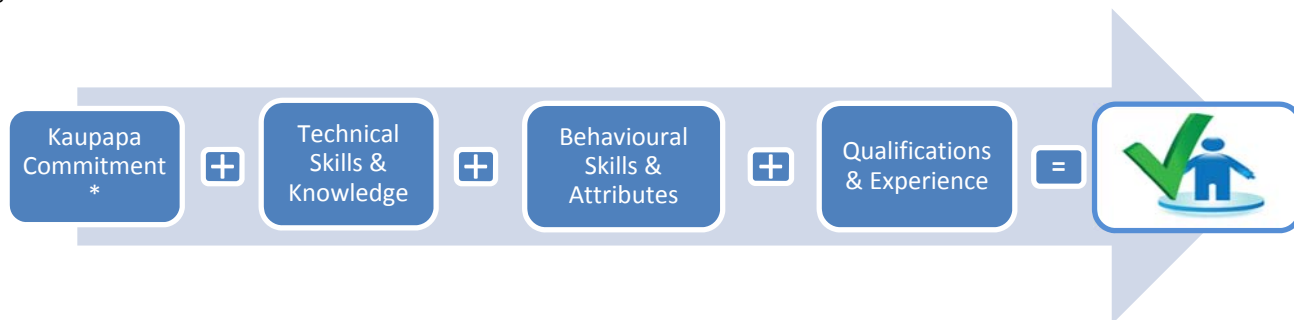 Kaupapa
Commitment
*
+
Technical
Skills &
Knowledge
+
Behavioural
Skills &
Attributes
+
Qualifications
& Experience
=